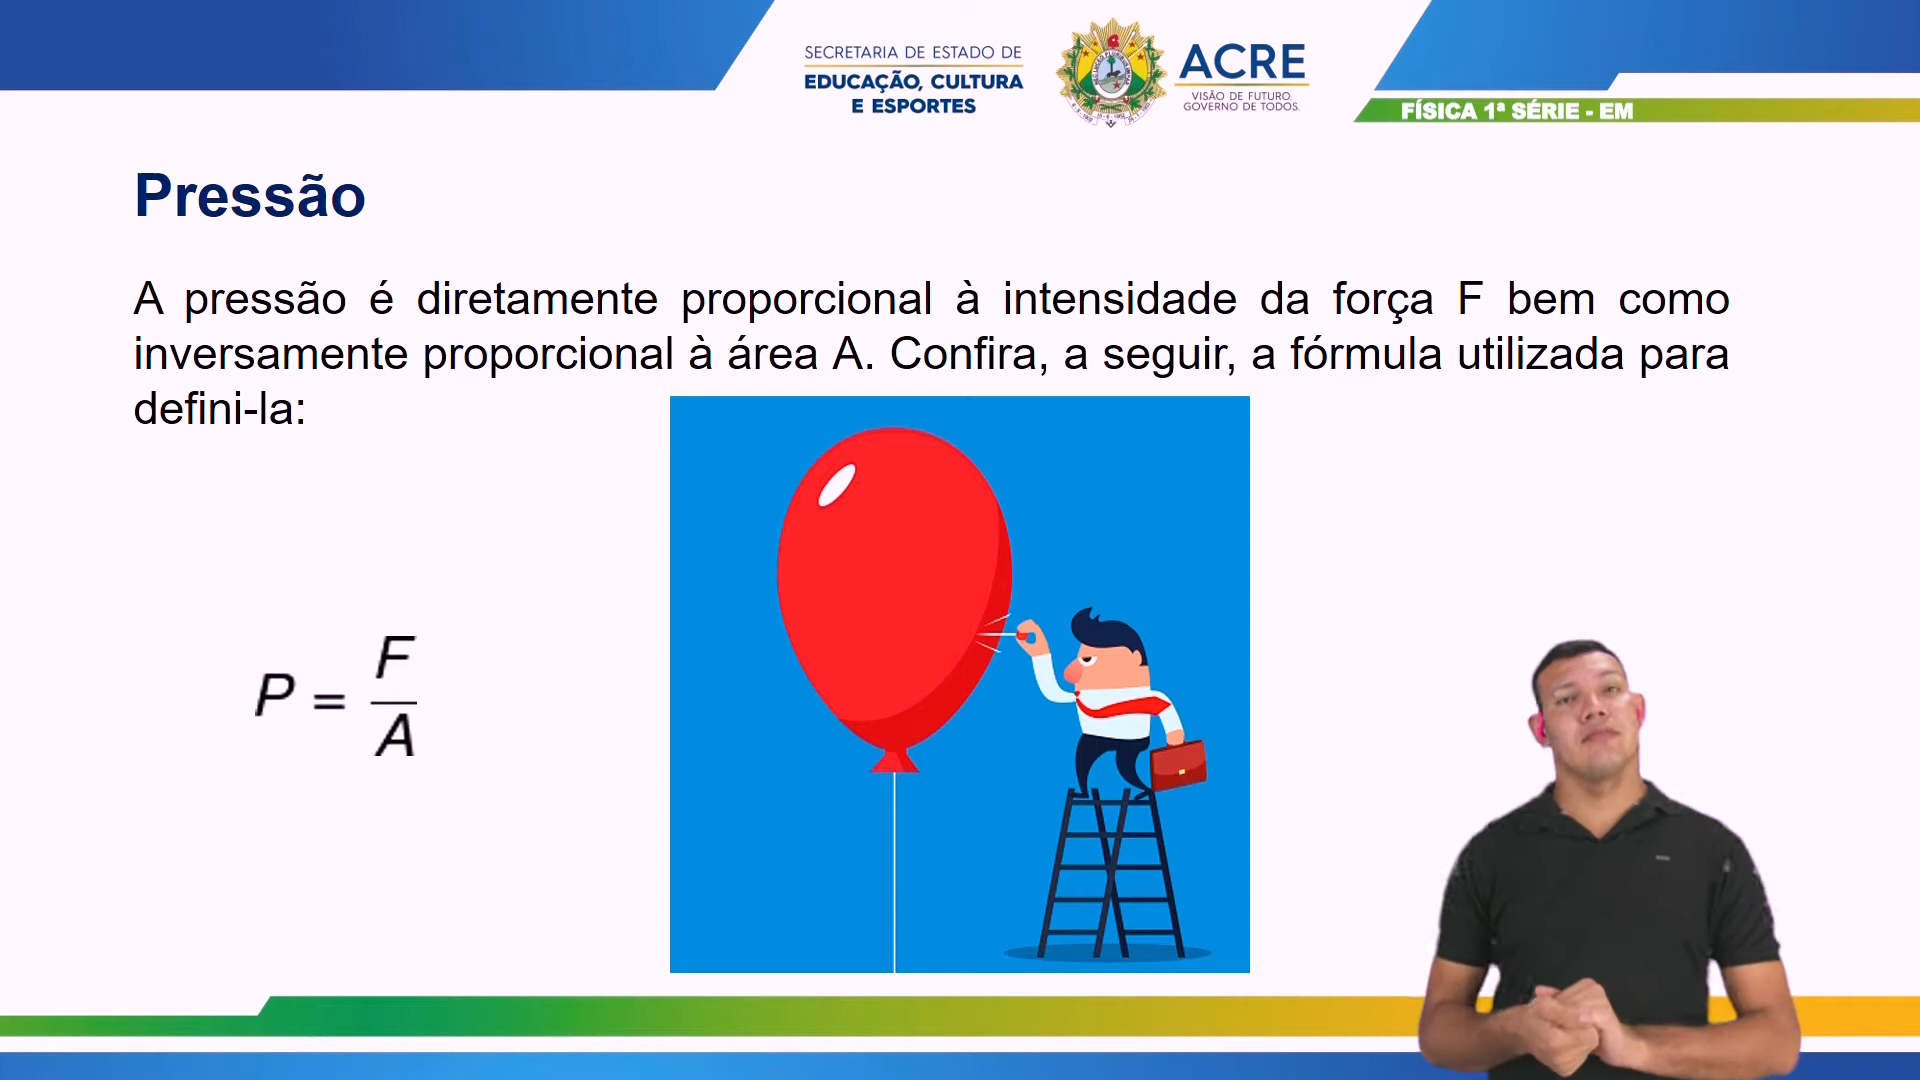 SECRETARIA DE ESTADO DE
EDUCAÇÃO, CULTURA
E ESPORTES
ACRE
VISÃO DE FUTURO.
GOVERNO DE TODOS.
FÍSICA 1ª SÉRIE - EM
Pressão
A pressão é diretamente proporcional à intensidade da força F bem como
inversamente proporcional à área A. Confira, a seguir, a fórmula utilizada para
defini-la:
P = F/A